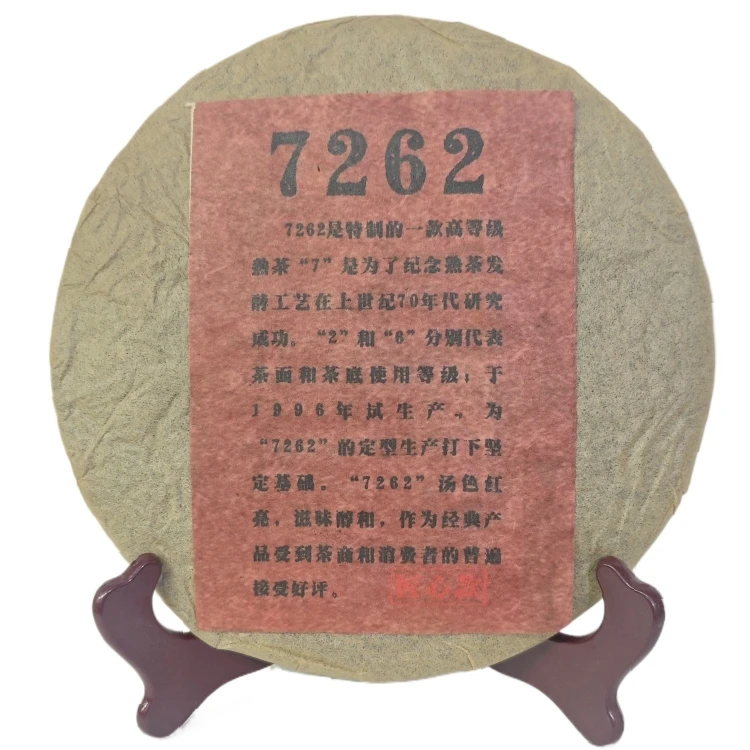 7262
7262是特制的一款高等级
熟茶“7”是为了纪念熟茶发
酵工艺在上世纪70年代研究
成功。“2”和“6”分别代表
茶面和茶底使用等级，于
1996年试生产。为
“7262”的定型生产打下坚
定基础。“7262”汤色红
亮，滋味醇和，作为经典产
品受到茶商和消费者的普遍
接受好评。